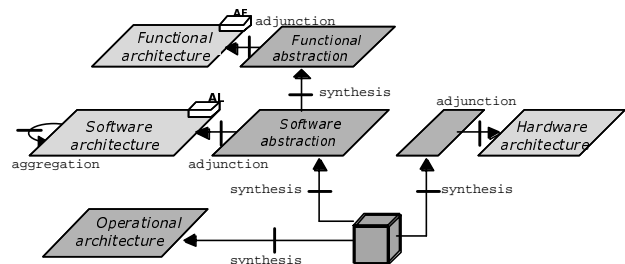 AF
adjunction
Functional
architecture
Functional
abstraction
synthesis
AL
adjunction
Software
architecture
Software
abstraction
Hardware
architecture
aggregation
adjunction
synthesis
synthesis
Operational
architecture
synthesis